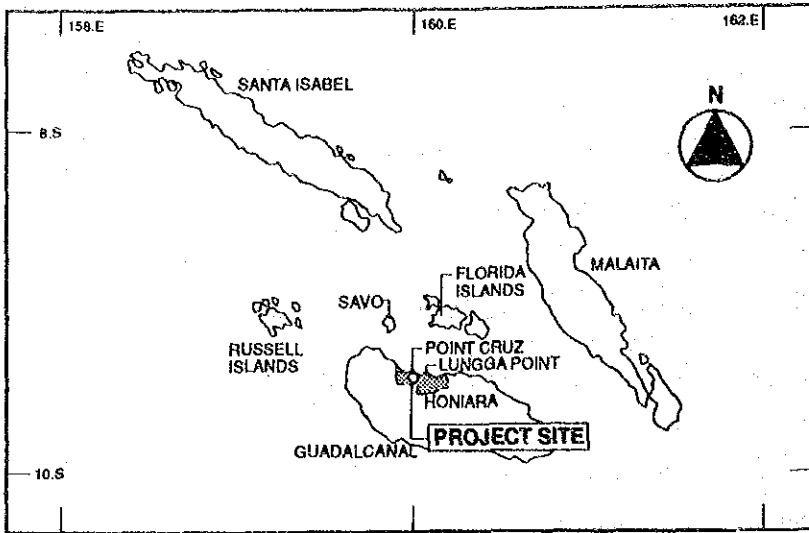 158.E
160.E
162.E
SANTA ISABEL
N
8.S
MALAITA
FLORIDA
ISLANDS
SAVO
RUSSELL
ISLANDS
POINT CRUZ
LUNGGA POINT
HONIARA
PROJECT SITE
GUADALCANAL
10.S